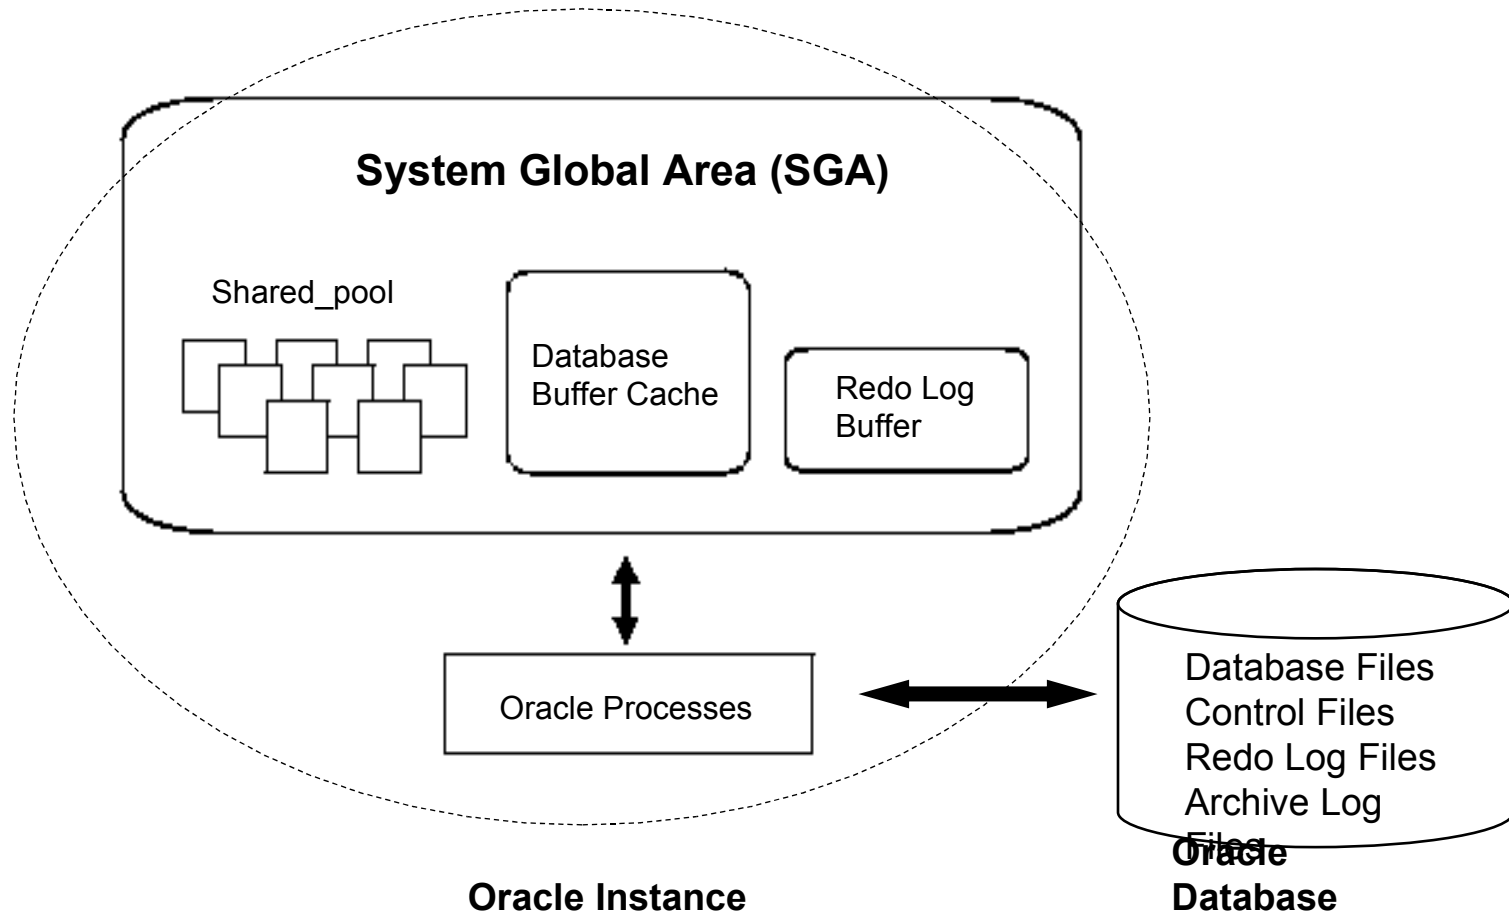 System Global Area (SGA)
Shared_pool
Database
Buffer Cache
Redo Log
Buffer
Oracle Processes
Database Files
Control Files
Redo Log Files
Archive Log
Files
Oracle
Database
Oracle Instance